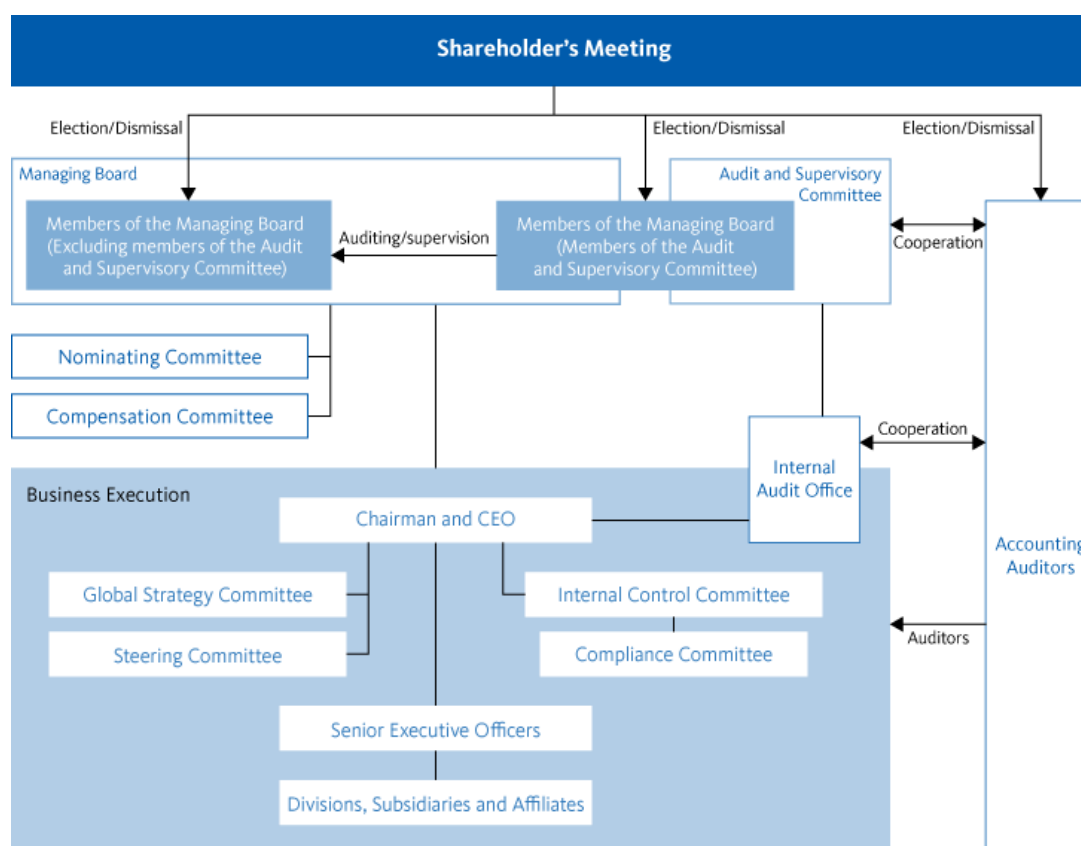 Shareholder's Meeting
Election/Dismissal
Election/Dismissal
Election/Dismissal
Managing Board
Audit and Supervisory
Committee
Members of the Managing Board
(Excluding members of the Audit
and Supervisory Committee)
Auditing/supervision
Members of the Managing Board
(Members of the Audit
and Supervisory Committee)
Cooperation
Nominating Committee
Compensation Committee
Cooperation
Internal
Audit Office
Business Execution
Chairman and CEO
Accounting
Auditors
Global Strategy Committee
Internal Control Committee
Auditors
Steering Committee
Compliance Committee
Senior Executive Officers
Divisions, Subsidiaries and Affiliates